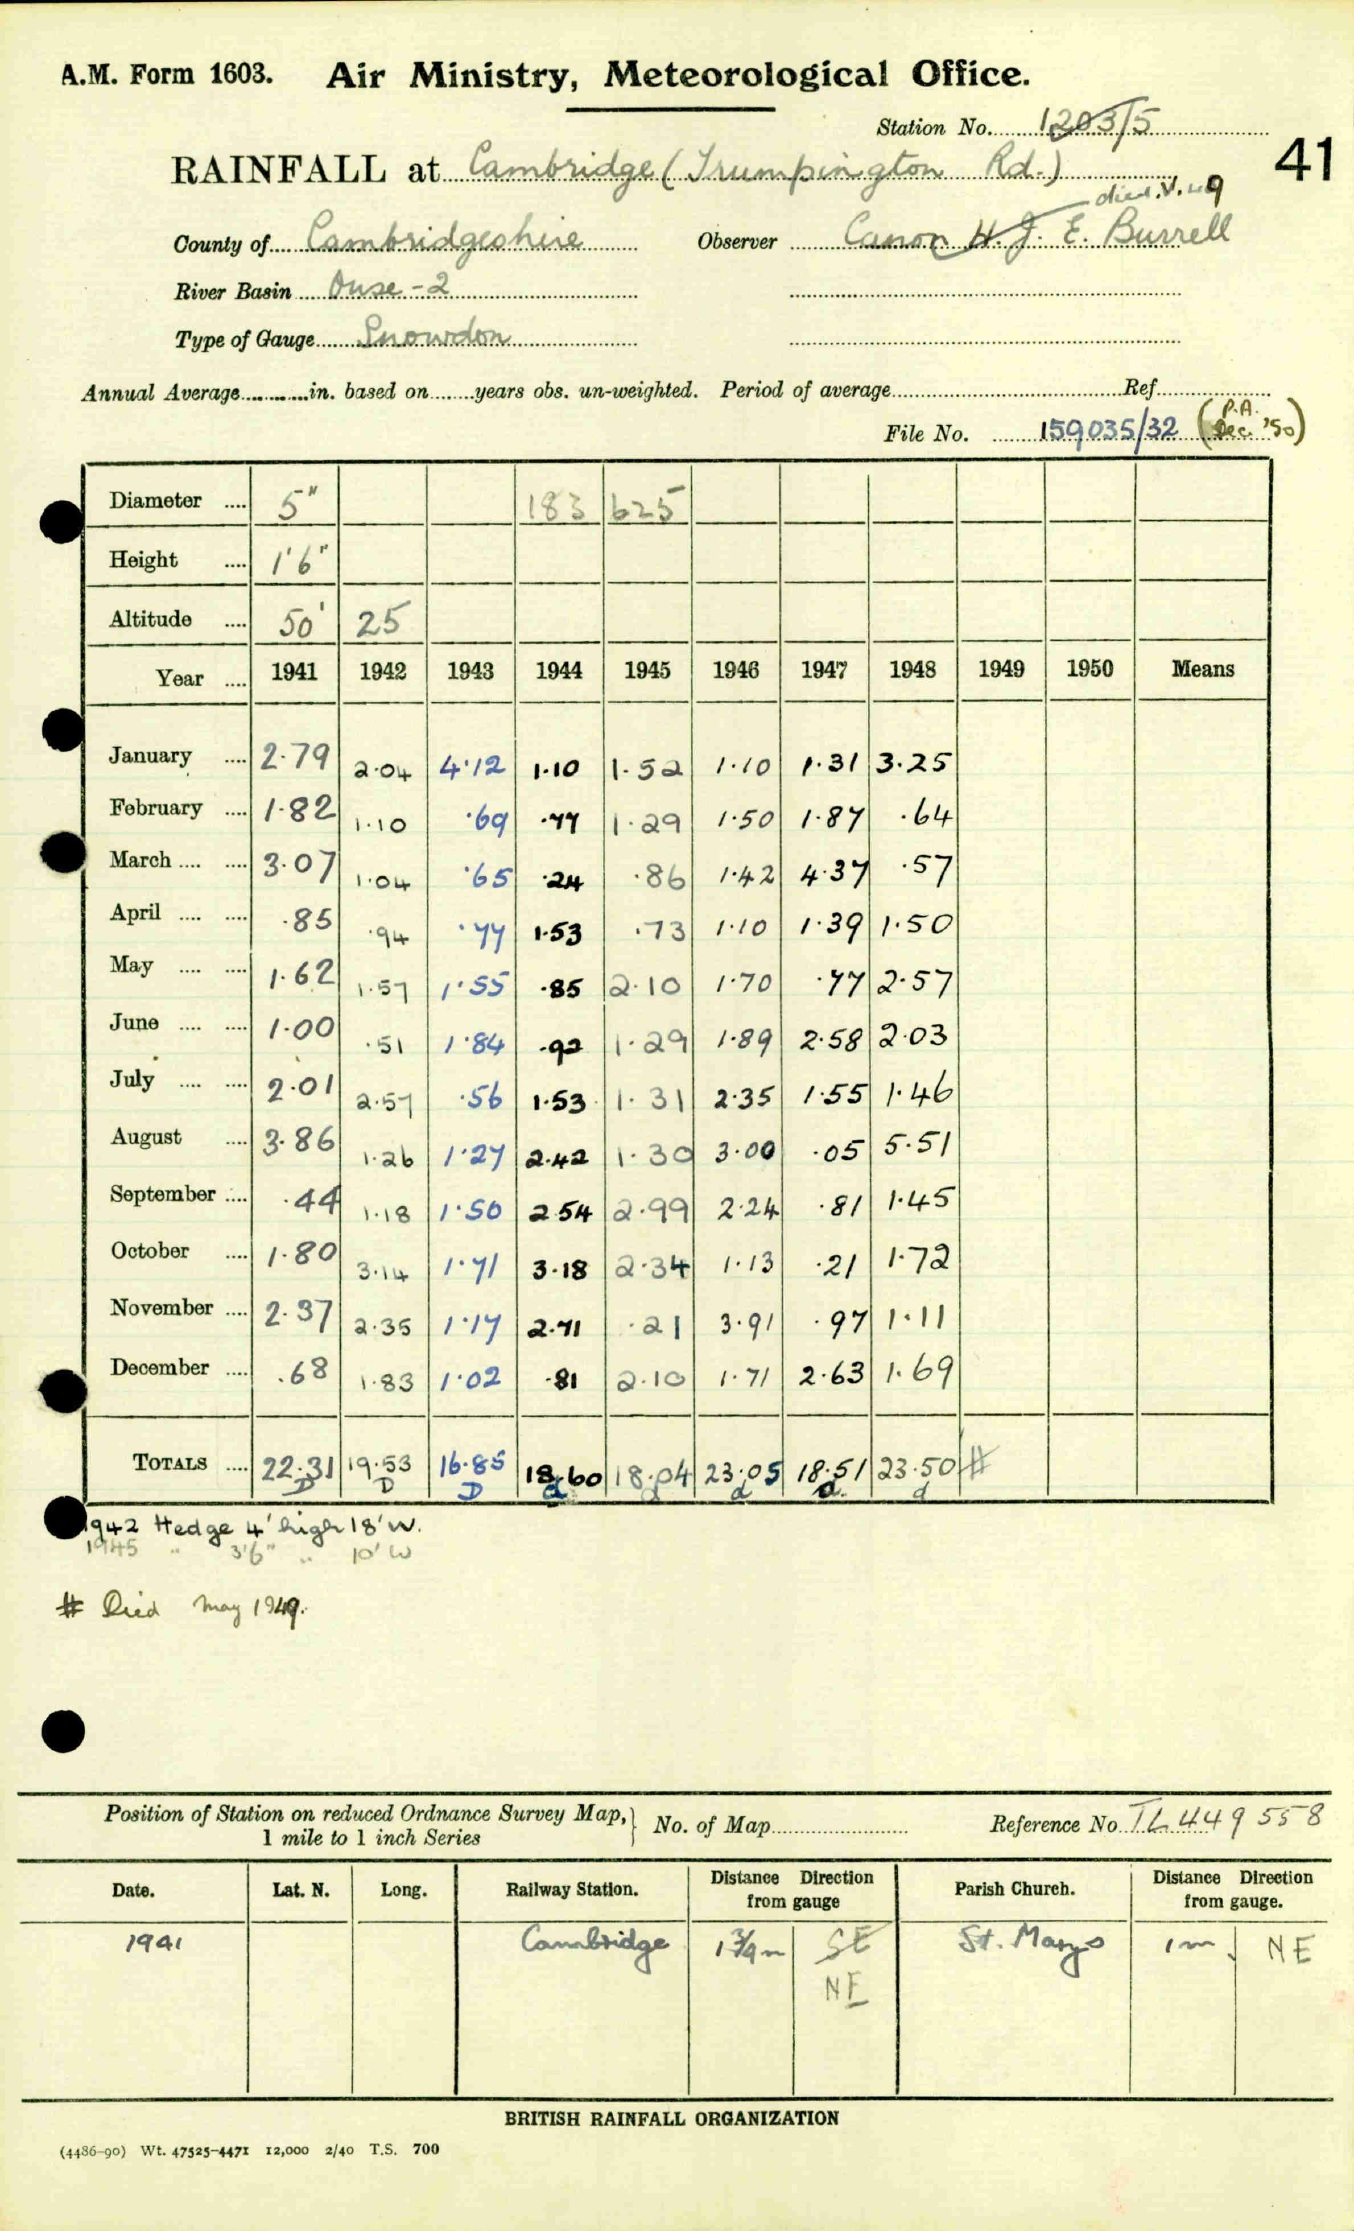 A.M. Form 1603. Air Ministry, Meteorological Office.
Station No. 1203/5
41
RAINFALL at Cambridge (Trumpington Rd.)
died. V. 49
County of Cambridgeshire Observer Canon H. J. E. Burrell
River Basin Ouse-2
Type of Gauge Snowdon
Annual Average in. based on years obs. un-weighted. Period of average Ref.
File No. 159035/32 (P.A. Dec. '50)
Diameter 5" 183 625
Height 1'6"
Altitude 50' 25
Year 1941 1942 1943 1944 1945 1946 1947 1948 1949 1950 Means
January 2.79 2.04 4.12 1.10 1.52 1.10 1.31 3.25
February 1.82 1.10 .69 .77 1.29 1.50 1.87 .64
March 3.07 1.04 .65 .24 .86 1.42 4.37 .57
April .85 .94 .77 1.53 .73 1.10 1.39 1.50
May 1.62 1.57 1.55 .85 2.10 1.70 .77 2.57
June 1.00 .51 1.84 .92 1.29 1.89 2.58 2.03
July 2.01 2.57 .56 1.53 1.31 2.35 1.55 1.46
August 3.86 1.26 1.27 2.42 1.30 3.00 .05 5.51
September .44 1.18 1.50 2.54 2.99 2.24 .81 1.45
October 1.80 3.14 1.71 3.18 2.34 1.13 .21 1.72
November 2.37 2.35 1.17 2.71 .21 3.91 .97 1.11
December .68 1.83 1.02 .81 2.10 1.71 2.63 1.69
TOTALS 22.31 19.53 16.85 18.60 18.04 23.05 18.51 23.50 #
D D D d d d d. d
1942 Hedge 4' high 18' W.
1945 " 3'6" " 10' W
# Died May 1949.
Position of Station on reduced Ordnance Survey Map, } No. of Map Reference No TL 449 558
1 mile to 1 inch Series
Date. Lat. N. Long. Railway Station. Distance Direction from gauge Parish Church. Distance Direction from gauge.
1941 Cambridge 1 3/4 m SE St. Marys 1 m NE
NE
BRITISH RAINFALL ORGANIZATION
(4486-90) Wt. 47525-4471 12,000 2/40 T.S. 700